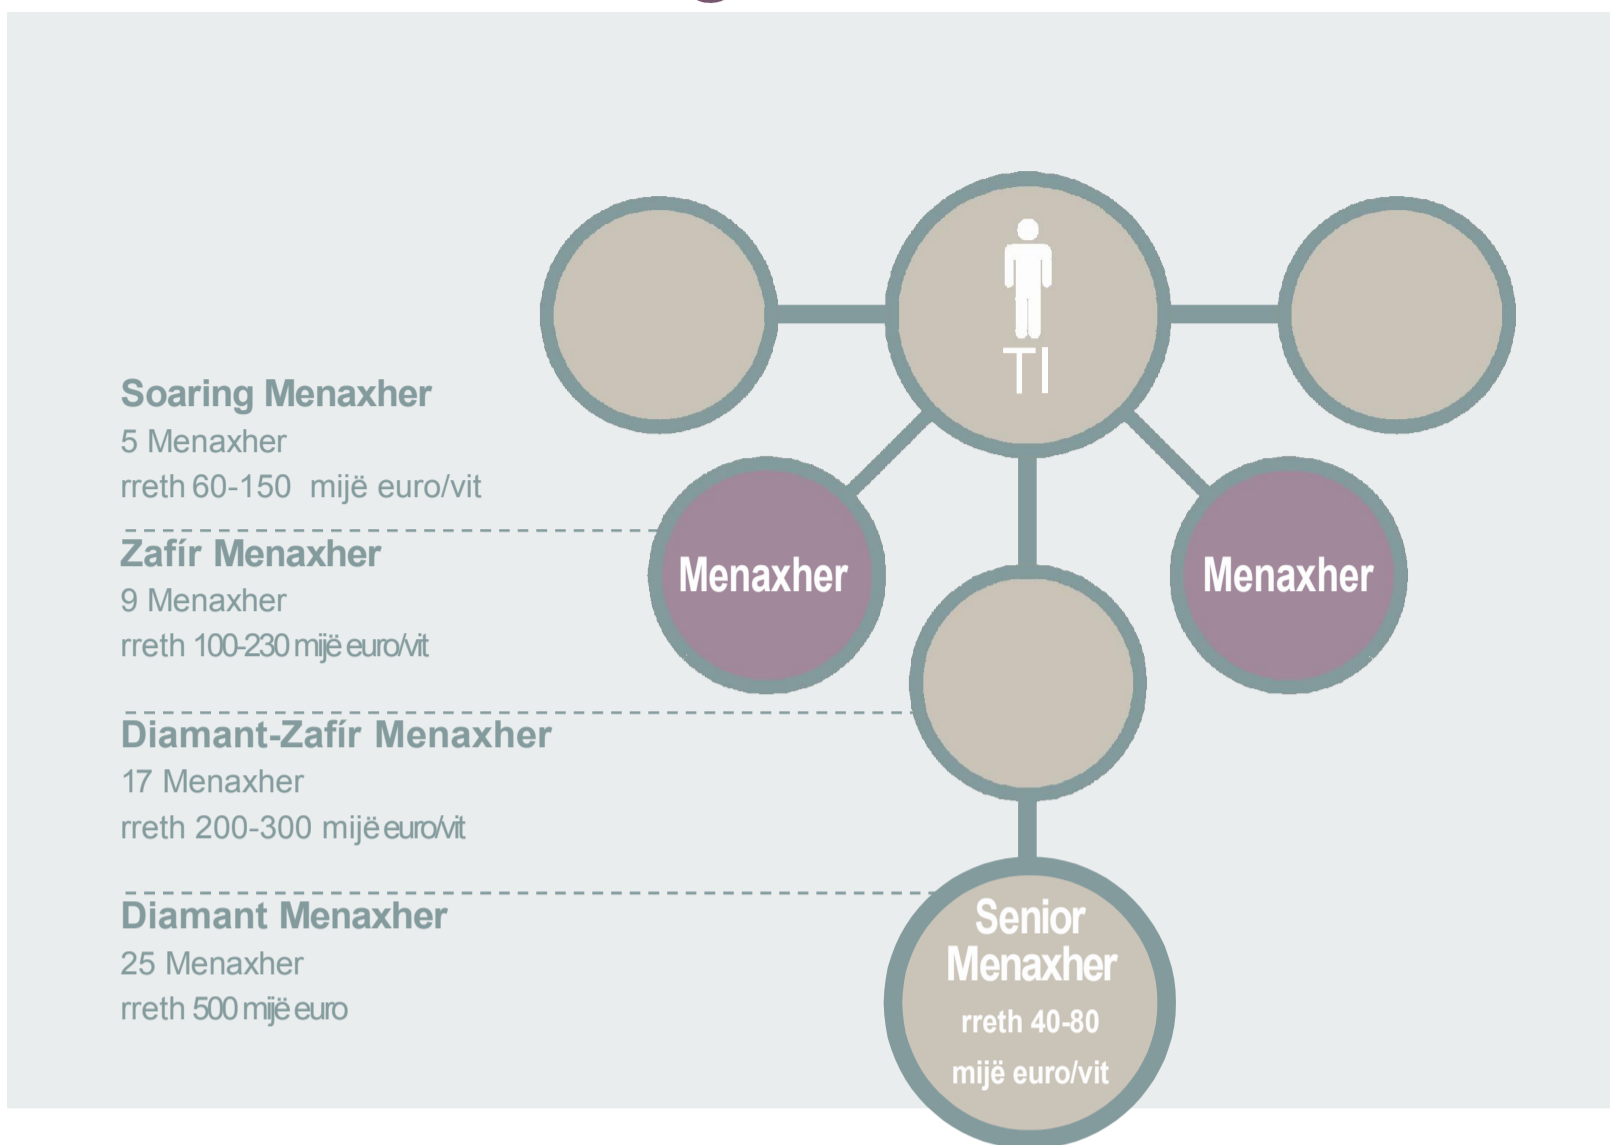 TI
Soaring Menaxher
5 Menaxher
rreth 60-150 mijë euro/vit
Zafír Menaxher
9 Menaxher
rreth 100-230 mijë euro/vit
Menaxher
Menaxher
Diamant-Zafír Menaxher
17 Menaxher
rreth 200-300 mijë euro/vit
Diamant Menaxher
25 Menaxher
rreth 500 mijë euro
Senior
Menaxher
rreth 40-80
mijë euro/vit